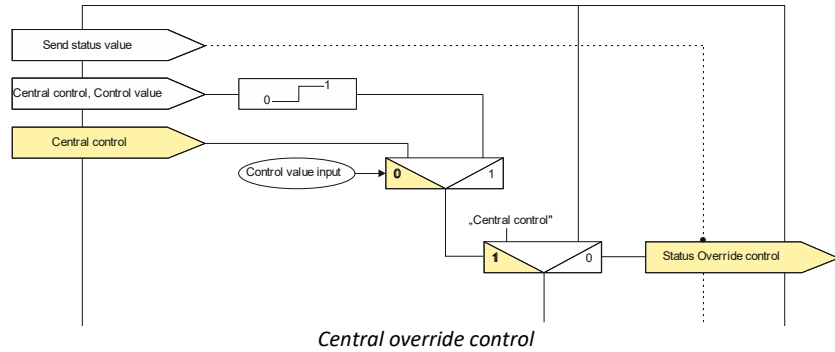 Send status value
Central control, Control value
0 1
Central control
Control value input
0 1
„Central control"
1 0
Status Override control
Central override control